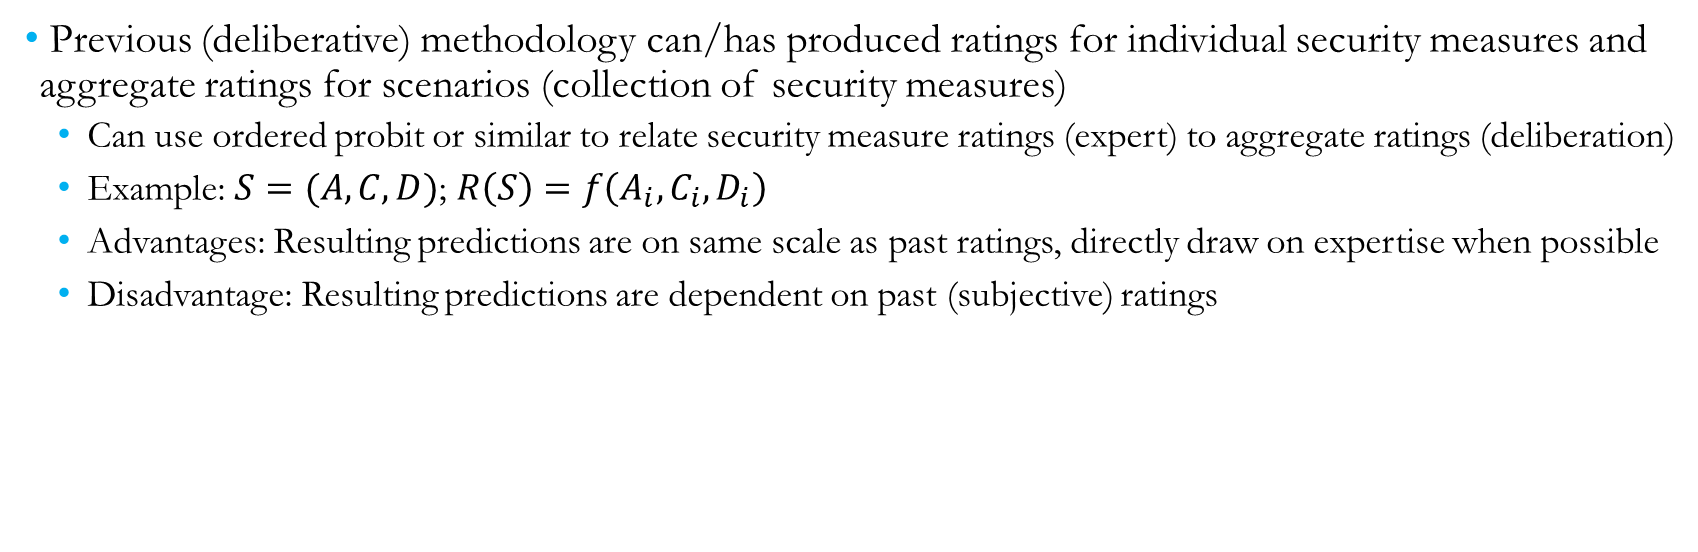 • Previous (deliberative) methodology can/has produced ratings for individual security measures and
aggregate ratings for scenarios (collection of security measures)
• Can use ordered probit or similar to relate security measure ratings (expert) to aggregate ratings (deliberation)
• Example: S = (A, C, D); R(S) = f(Aᵢ, Cᵢ, Dᵢ)
• Advantages: Resulting predictions are on same scale as past ratings, directly draw on expertise when possible
• Disadvantage: Resulting predictions are dependent on past (subjective) ratings